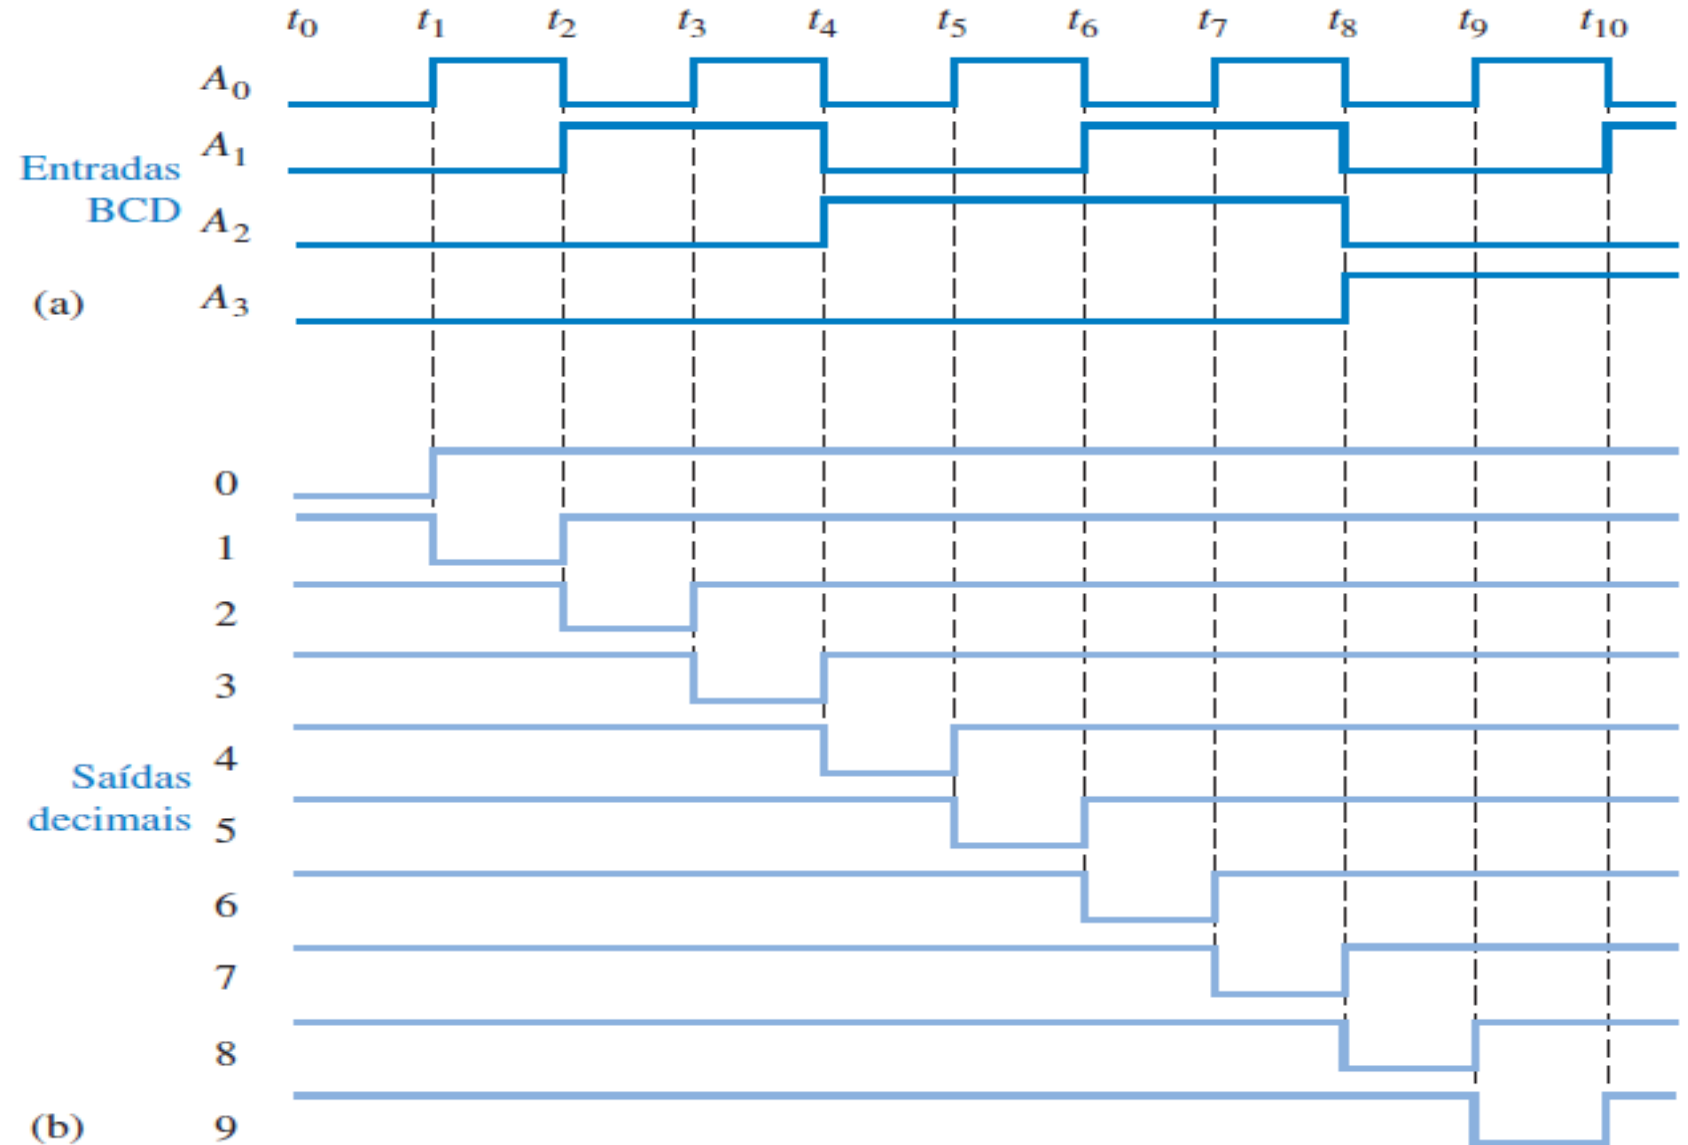 t₀ t₁ t₂ t₃ t₄ t₅ t₆ t₇ t₈ t₉ t₁₀
A₀
A₁
Entradas
BCD
A₂
(a) A₃
0
1
2
3
4
Saídas
decimais
5
6
7
8
(b) 9